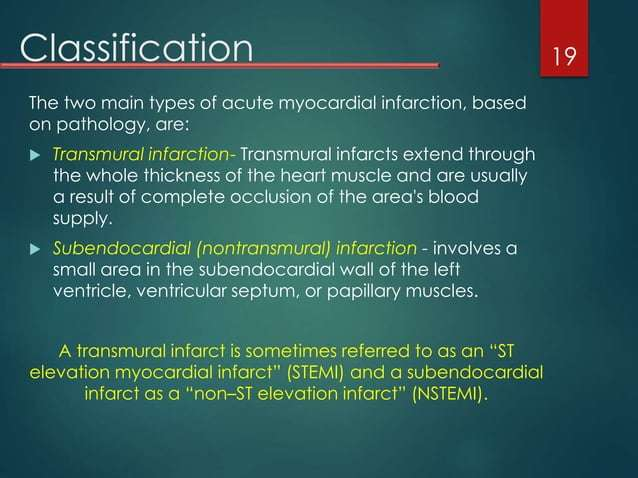 Classification
19
The two main types of acute myocardial infarction, based
on pathology, are:
Transmural infarction- Transmural infarcts extend through
the whole thickness of the heart muscle and are usually
a result of complete occlusion of the area's blood
supply.
Subendocardial (nontransmural) infarction - involves a
small area in the subendocardial wall of the left
ventricle, ventricular septum, or papillary muscles.
A transmural infarct is sometimes referred to as an “ST
elevation myocardial infarct” (STEMI) and a subendocardial
infarct as a “non–ST elevation infarct” (NSTEMI).